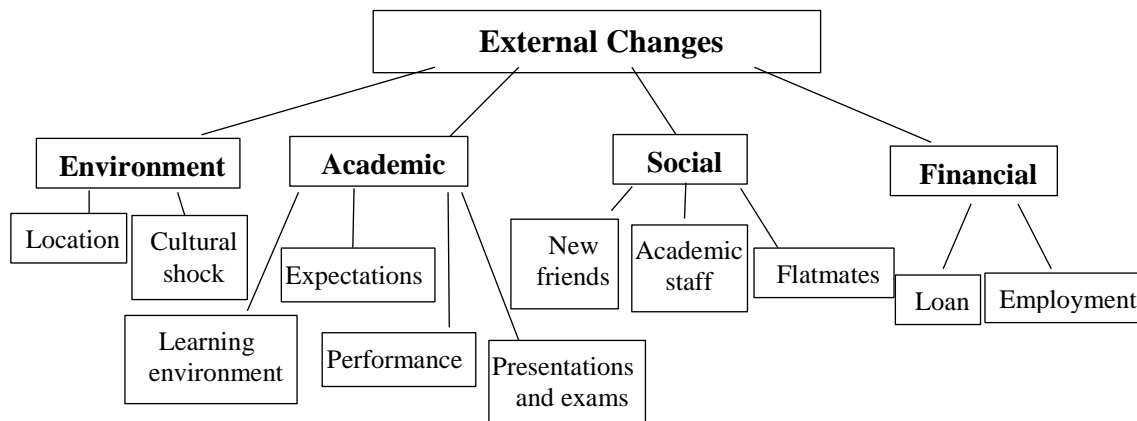 External Changes
Environment
Academic
Social
Financial
Location
Cultural
shock
Learning
environment
Expectations
Performance
Presentations
and exams
New
friends
Academic
staff
Flatmates
Loan
Employment